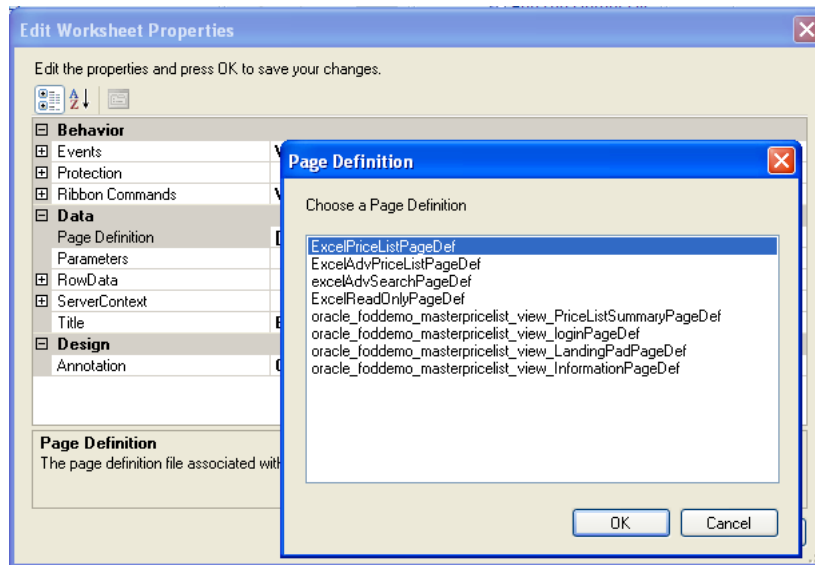 Edit Worksheet Properties
Edit the properties and press OK to save your changes.
Behavior
Events
Protection
Ribbon Commands
Data
Page Definition
Parameters
RowData
ServerContext
Title
Design
Annotation
Page Definition
The page definition file associated
Page Definition
Choose a Page Definition
ExcelPriceListPageDef
ExcelAdvPriceListPageDef
excelAdvSearchPageDef
ExcelReadOnlyPageDef
oracle_foddemo_masterpricelist_view_PriceListSummaryPageDef
oracle_foddemo_masterpricelist_view_loginPageDef
oracle_foddemo_masterpricelist_view_LandingPadPageDef
oracle_foddemo_masterpricelist_view_InformationPageDef
OK
Cancel